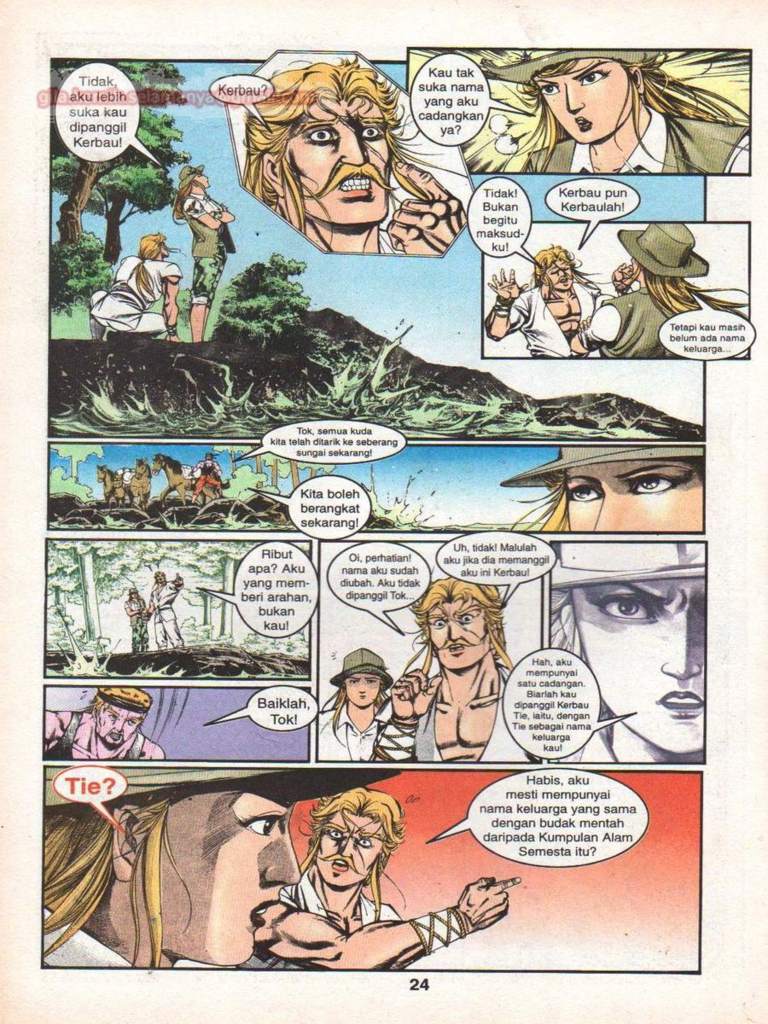 Tidak,
aku lebih
suka kau
dipanggil
Kerbau!
Kerbau?
Kau tak
suka nama
yang aku
cadangkan
ya?
Tidak!
Bukan
begitu
maksud-
ku!
Kerbau pun
Kerbaulah!
Tetapi kau masih
belum ada nama
keluarga...
Tok, semua kuda
kita telah ditarik ke seberang
sungai sekarang!
Kita boleh
berangkat
sekarang!
Ribut
apa? Aku
yang mem-
beri arahan,
bukan
kau!
Baiklah,
Tok!
Oi, perhatian!
nama aku sudah
diubah. Aku tidak
dipanggil Tok...
Uh, tidak! Malulah
aku jika dia memanggil
aku ini Kerbau!
Hah, aku
mempunyai
satu cadangan.
Biarlah kau
dipanggil Kerbau
Tie, iaitu, dengan
Tie sebagai nama
keluarga
kau!
Tie?
Habis, aku
mesti mempunyai
nama keluarga yang sama
dengan budak mentah
daripada Kumpulan Alam
Semesta itu?
24